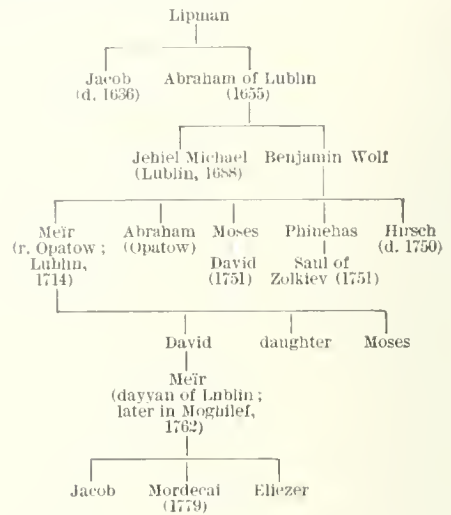 Lipman
Jacob Abraham of Lublin
(d. 1636) (1655)
Jehiel Michael Benjamin Wolf
(Lublin, 1688)
Meïr Abraham Moses Phinehas Hirsch
(r. Opatow; (Opatow) (d. 1750)
Lublin, David Saul of
1714) (1751) Zolkiev (1751)
David daughter Moses
Meïr
(dayyan of Lublin;
later in Moghilef,
1762)
Jacob Mordecai Eliezer
(1779)